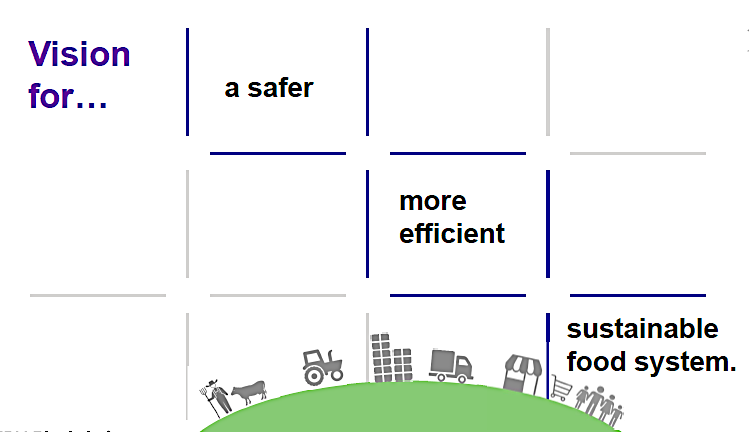 Vision
for…
a safer
more
efficient
sustainable
food system.